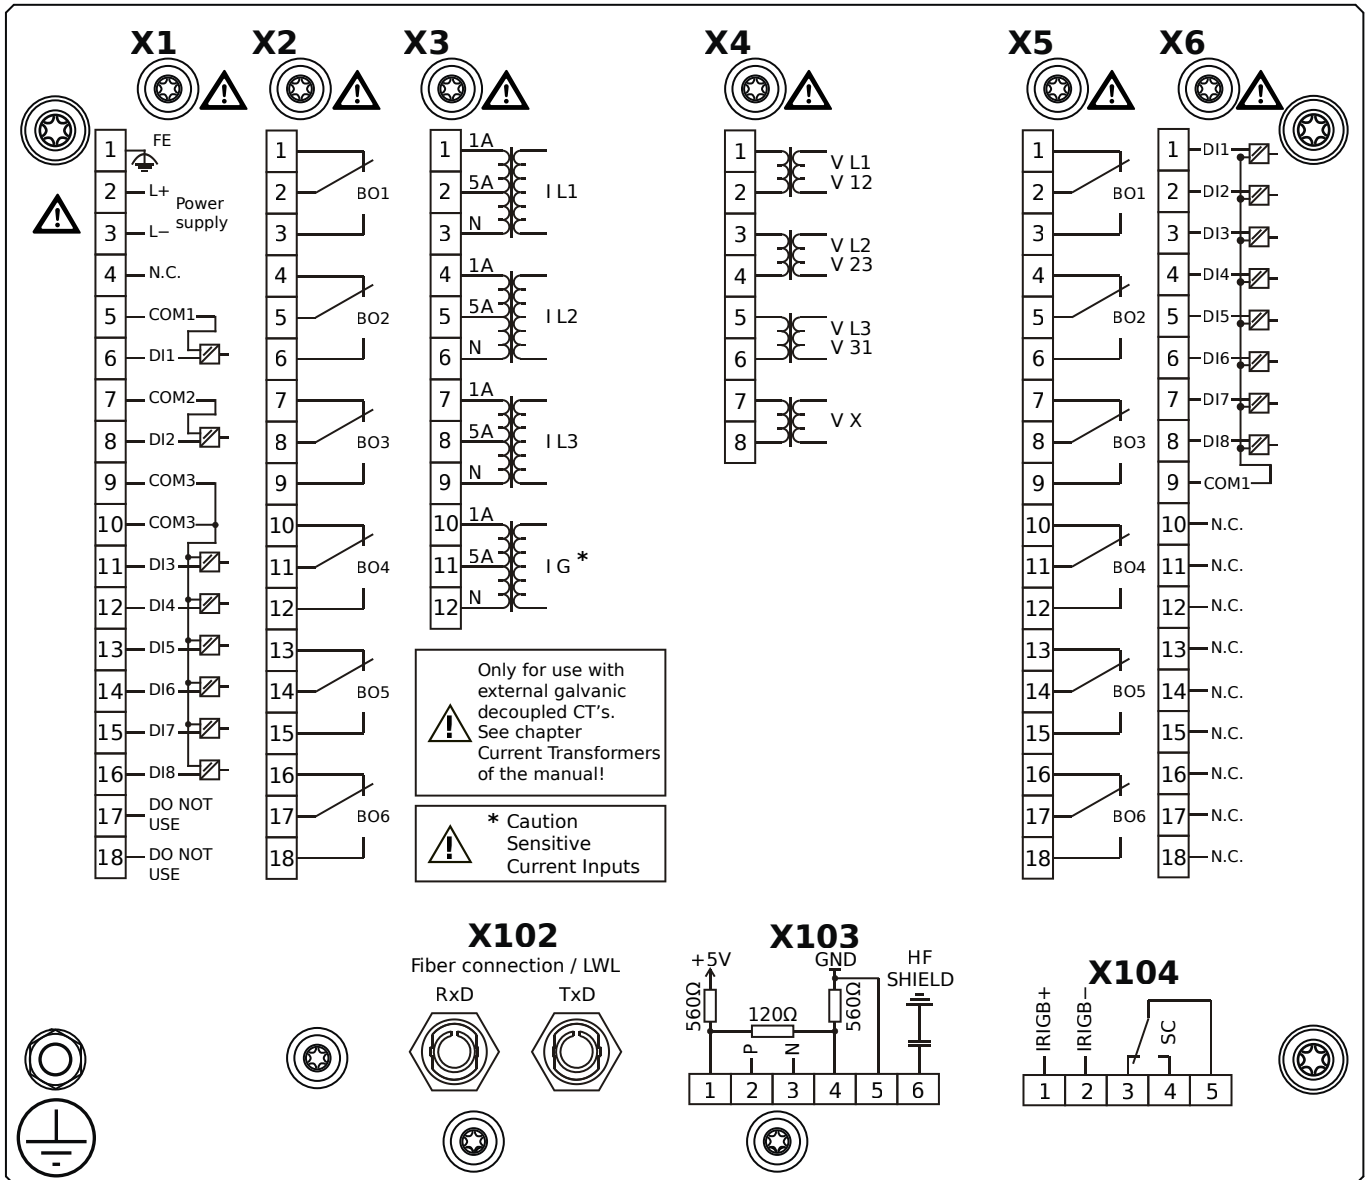 X1 X2 X3 X4 X5 X6
1 FE
2 L+
Power
supply
3 L−
4 N.C.
5 COM1
6 DI1
7 COM2
8 DI2
9 COM3
10 COM3
11 DI3
12 DI4
13 DI5
14 DI6
15 DI7
16 DI8
17 DO NOT
USE
18 DO NOT
USE
1
2 BO1
3
4
5 BO2
6
7
8 BO3
9
10
11 BO4
12
13
14 BO5
15
16
17 BO6
18
1 1A
2 5A I L1
3 N
4 1A
5 5A I L2
6 N
7 1A
8 5A I L3
9 N
10 1A
11 5A I G *
12 N
Only for use with
external galvanic
decoupled CT's.
See chapter
Current Transformers
of the manual!
* Caution
Sensitive
Current Inputs
1 V L1
2 V 12
3 V L2
4 V 23
5 V L3
6 V 31
7 V X
8
1
2 BO1
3
4
5 BO2
6
7
8 BO3
9
10
11 BO4
12
13
14 BO5
15
16
17 BO6
18
1 DI1
2 DI2
3 DI3
4 DI4
5 DI5
6 DI6
7 DI7
8 DI8
9 COM1
10 N.C.
11 N.C.
12 N.C.
13 N.C.
14 N.C.
15 N.C.
16 N.C.
17 N.C.
18 N.C.
X102
Fiber connection / LWL
RxD TxD
X103
+5V GND HF
SHIELD
560Ω 120Ω 560Ω
P N
1 2 3 4 5 6
X104
IRIGB+ IRIGB− SC
1 2 3 4 5